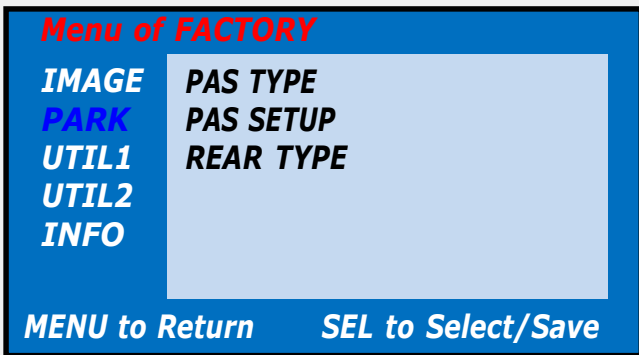 Menu of FACTORY
IMAGE PAS TYPE
PARK PAS SETUP
UTIL1 REAR TYPE
UTIL2
INFO
MENU to Return SEL to Select/Save